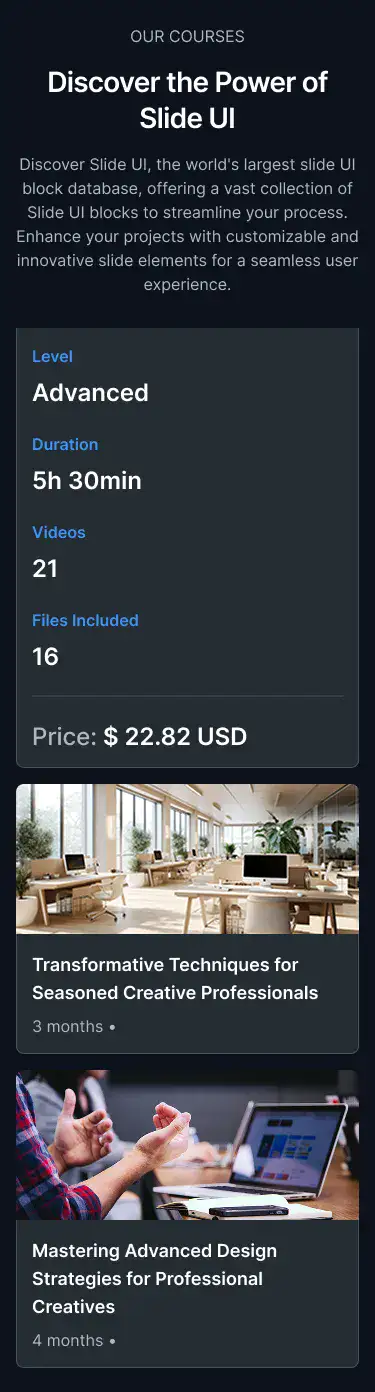 OUR COURSES
Discover the Power of
Slide UI
Discover Slide UI, the world's largest slide UI
block database, offering a vast collection of
Slide UI blocks to streamline your process.
Enhance your projects with customizable and
innovative slide elements for a seamless user
experience.
Level
Advanced
Duration
5h 30min
Videos
21
Files Included
16
Price: $ 22.82 USD
Transformative Techniques for
Seasoned Creative Professionals
3 months •
Mastering Advanced Design
Strategies for Professional
Creatives
4 months •